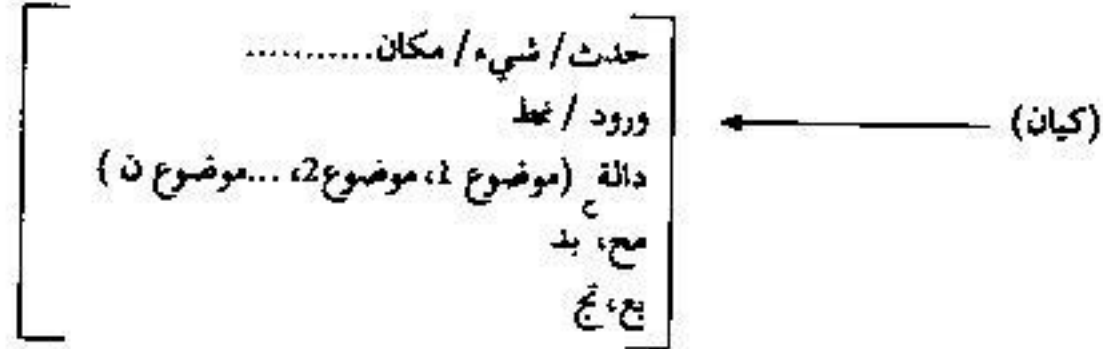 حدث / شيء / مكان............
ورود / نمط
(كيان)
دالة ح (موضوع 1، موضوع2، ...موضوع ن )
مح، بد
بع، تج